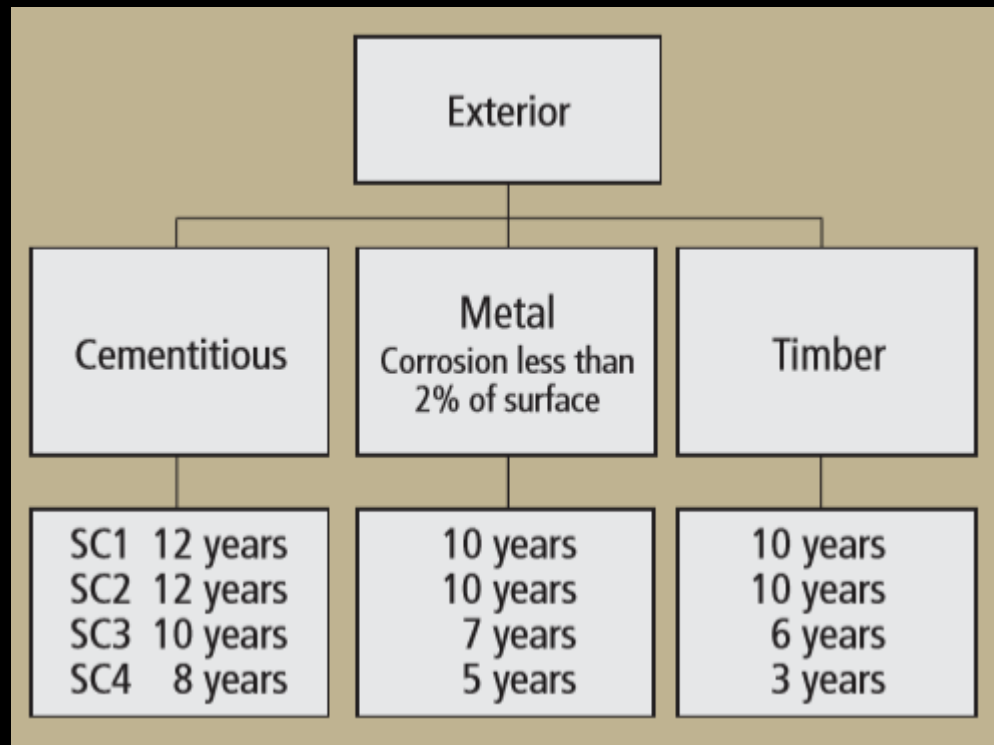 Exterior
Cementitious
Metal
Corrosion less than
2% of surface
Timber
SC1 12 years
SC2 12 years
SC3 10 years
SC4 8 years
10 years
10 years
7 years
5 years
10 years
10 years
6 years
3 years